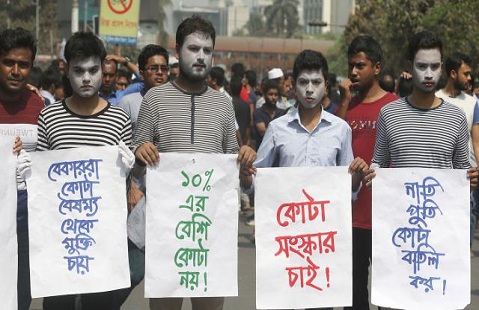 বেকাররা
কোটা
বৈষম্য
থেকে
মুক্তি
চায়
১০%
এর
বেশি
কোটা
নয়!
কোটা
সংস্কার
চাই!
নাতি
পুতি
কোটা
বাতিল
কর!